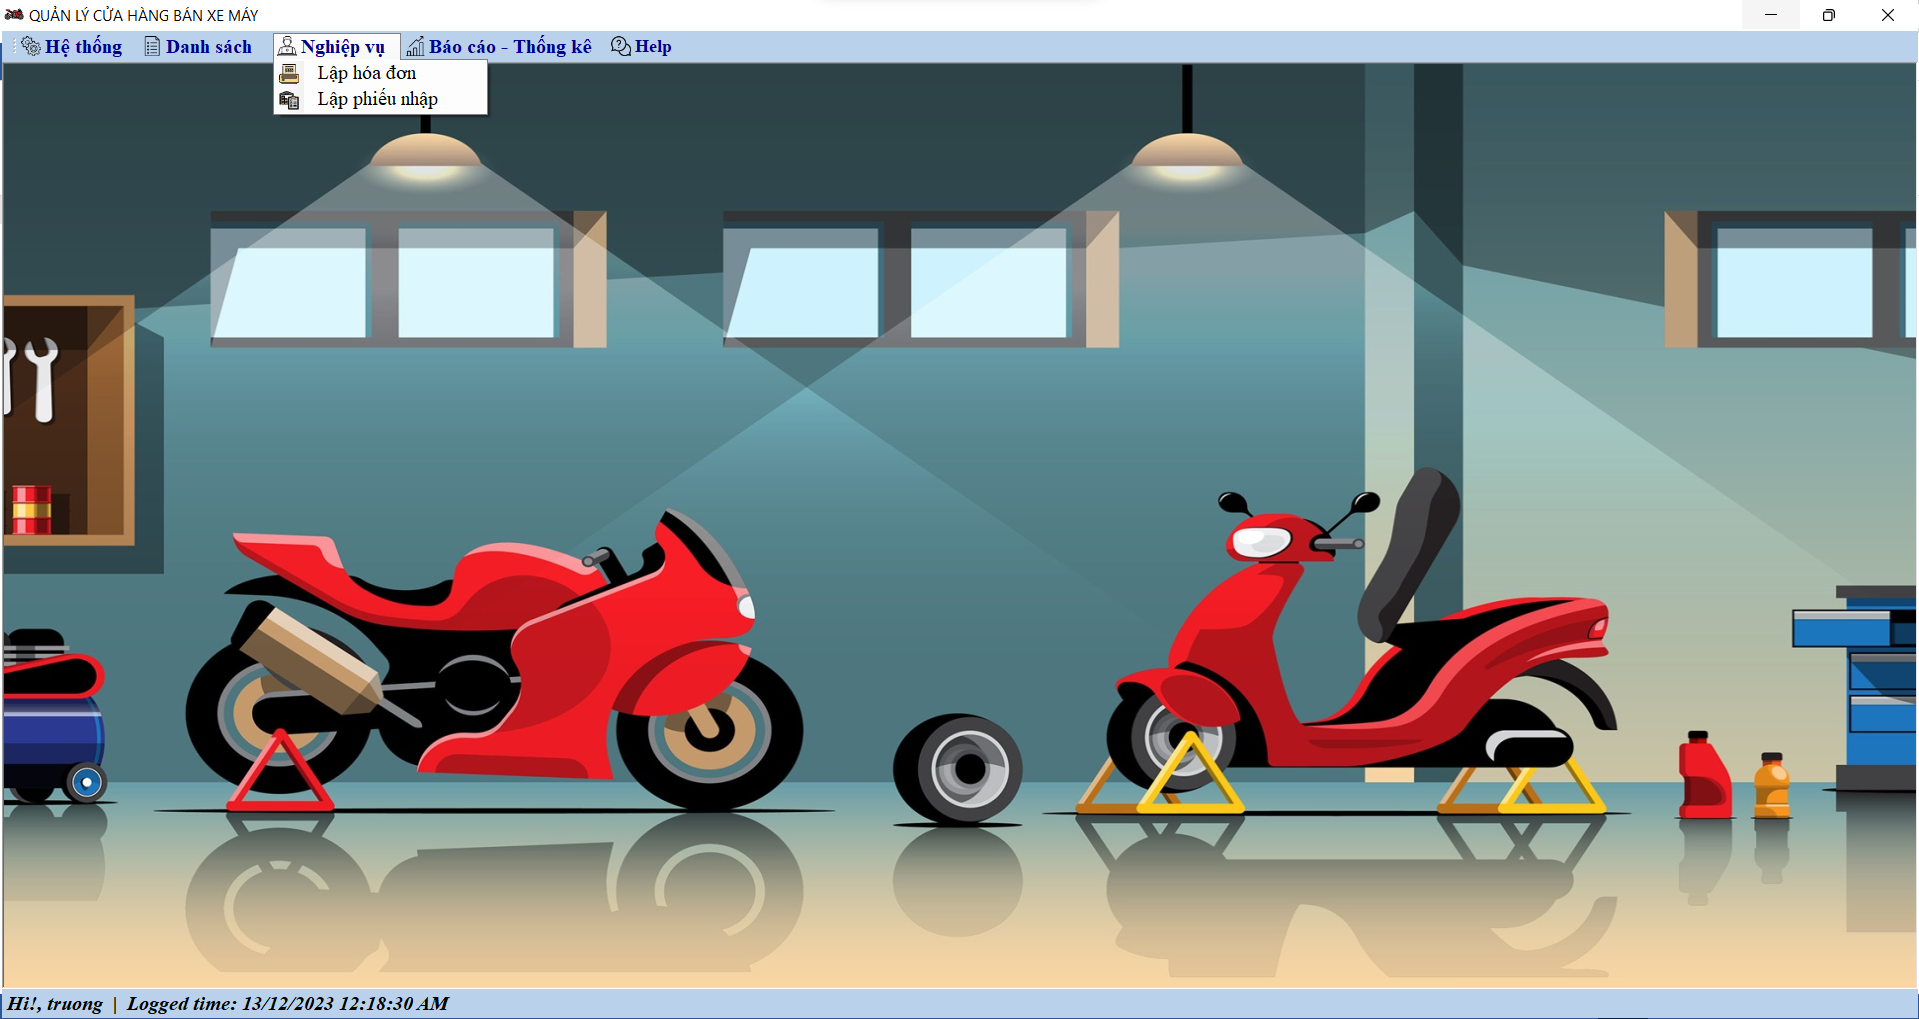 QUẢN LÝ CỬA HÀNG BÁN XE MÁY
Hệ thống Danh sách Nghiệp vụ Báo cáo - Thống kê Help
Lập hóa đơn
Lập phiếu nhập
Hi!, truong | Logged time: 13/12/2023 12:18:30 AM